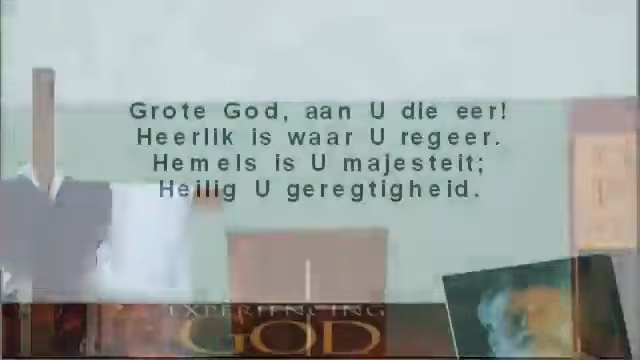 Grote God, aan U die eer!
Heerlik is waar U regeer.
Hemels is U majesteit;
Heilig U geregtigheid.
EXPERIENCING
GOD